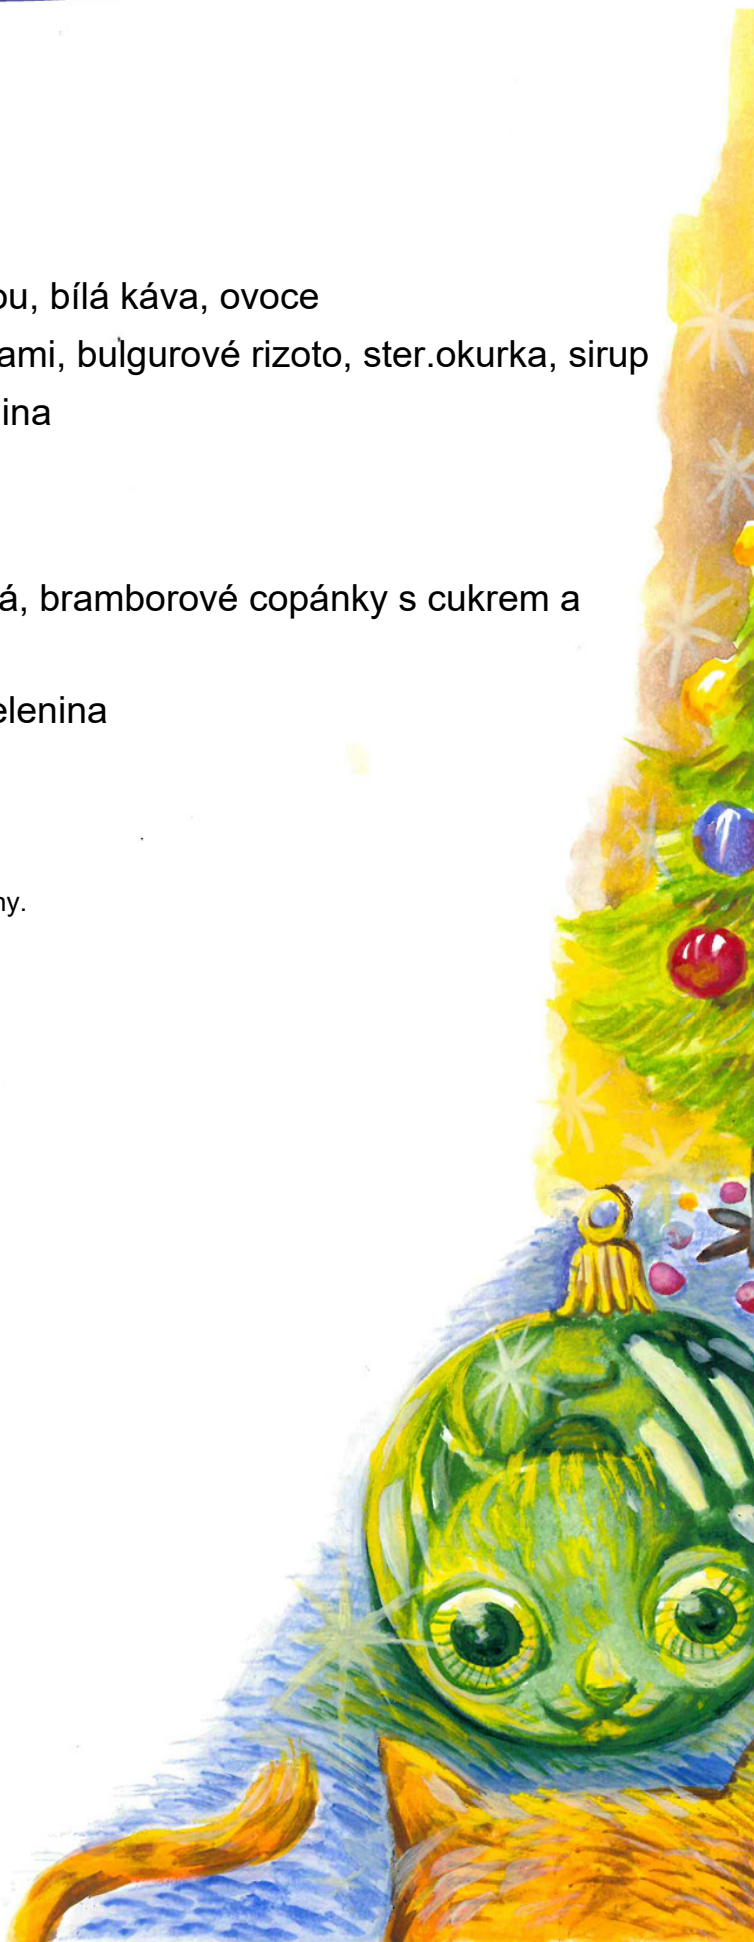 ou, bílá káva, ovoce
ami, bulgurové rizoto, ster.okurka, sirup
ina
á, bramborové copánky s cukrem a
elenina
ny.